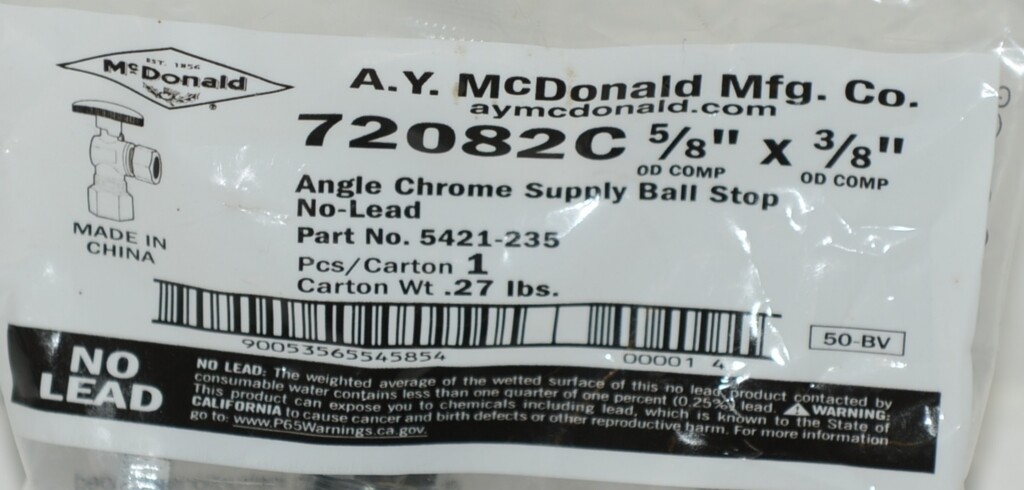 EST. 1856
McDonald
®
A.Y. McDonald Mfg. Co.
aymcdonald.com
72082C 5/8" x 3/8"
OD COMP OD COMP
Angle Chrome Supply Ball Stop
No-Lead
Part No. 5421-235
Pcs/Carton 1
Carton Wt .27 lbs.
MADE IN
CHINA
90053565545854 00001 4
50-BV
NO
LEAD
NO LEAD: The weighted average of the wetted surface of this no lead product contacted by
consumable water contains less than one quarter of one percent (0.25%) lead. ⚠WARNING:
This product can expose you to chemicals including lead, which is known to the State of
CALIFORNIA to cause cancer and birth defects or other reproductive harm. For more information
go to: www.P65Warnings.ca.gov.